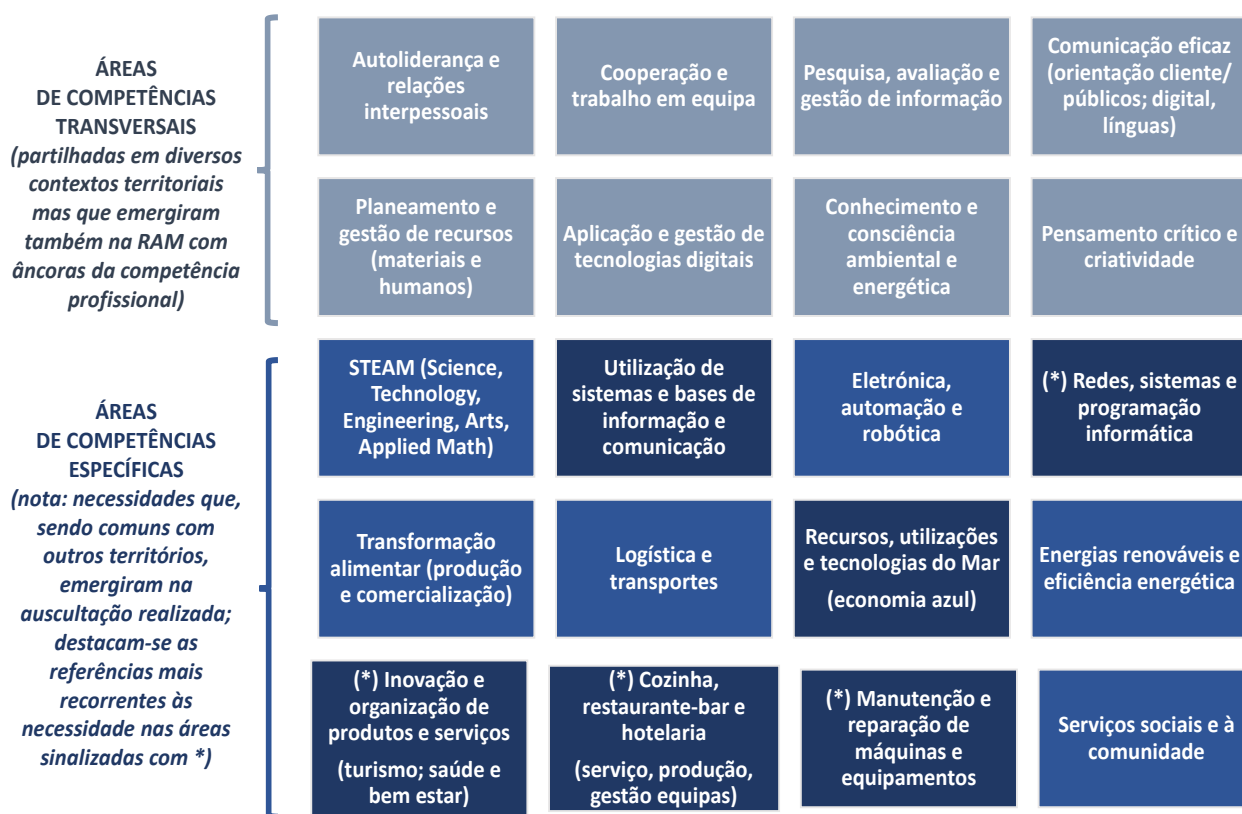 ÁREAS
DE COMPETÊNCIAS
TRANSVERSAIS
(partilhadas em diversos
contextos territoriais
mas que emergiram
também na RAM com
âncoras da competência
profissional)
Autoliderança e
relações
interpessoais
Cooperação e
trabalho em equipa
Pesquisa, avaliação e
gestão de informação
Comunicação eficaz
(orientação cliente/
públicos; digital,
línguas)
Planeamento e
gestão de recursos
(materiais e
humanos)
Aplicação e gestão de
tecnologias digitais
Conhecimento e
consciência
ambiental e
energética
Pensamento crítico e
criatividade
ÁREAS
DE COMPETÊNCIAS
ESPECÍFICAS
(nota: necessidades que,
sendo comuns com
outros territórios,
emergiram na
auscultação realizada;
destacam-se as
referências mais
recorrentes às
necessidade nas áreas
sinalizadas com *)
STEAM (Science,
Technology,
Engineering, Arts,
Applied Math)
Utilização de
sistemas e bases de
informação e
comunicação
Eletrónica,
automação e
robótica
(*) Redes, sistemas e
programação
informática
Transformação
alimentar (produção
e comercialização)
Logística e
transportes
Recursos, utilizações
e tecnologias do Mar
(economia azul)
Energias renováveis e
eficiência energética
(*) Inovação e
organização de
produtos e serviços
(turismo; saúde e
bem estar)
(*) Cozinha,
restaurante-bar e
hotelaria
(serviço, produção,
gestão equipas)
(*) Manutenção e
reparação de
máquinas e
equipamentos
Serviços sociais e à
comunidade